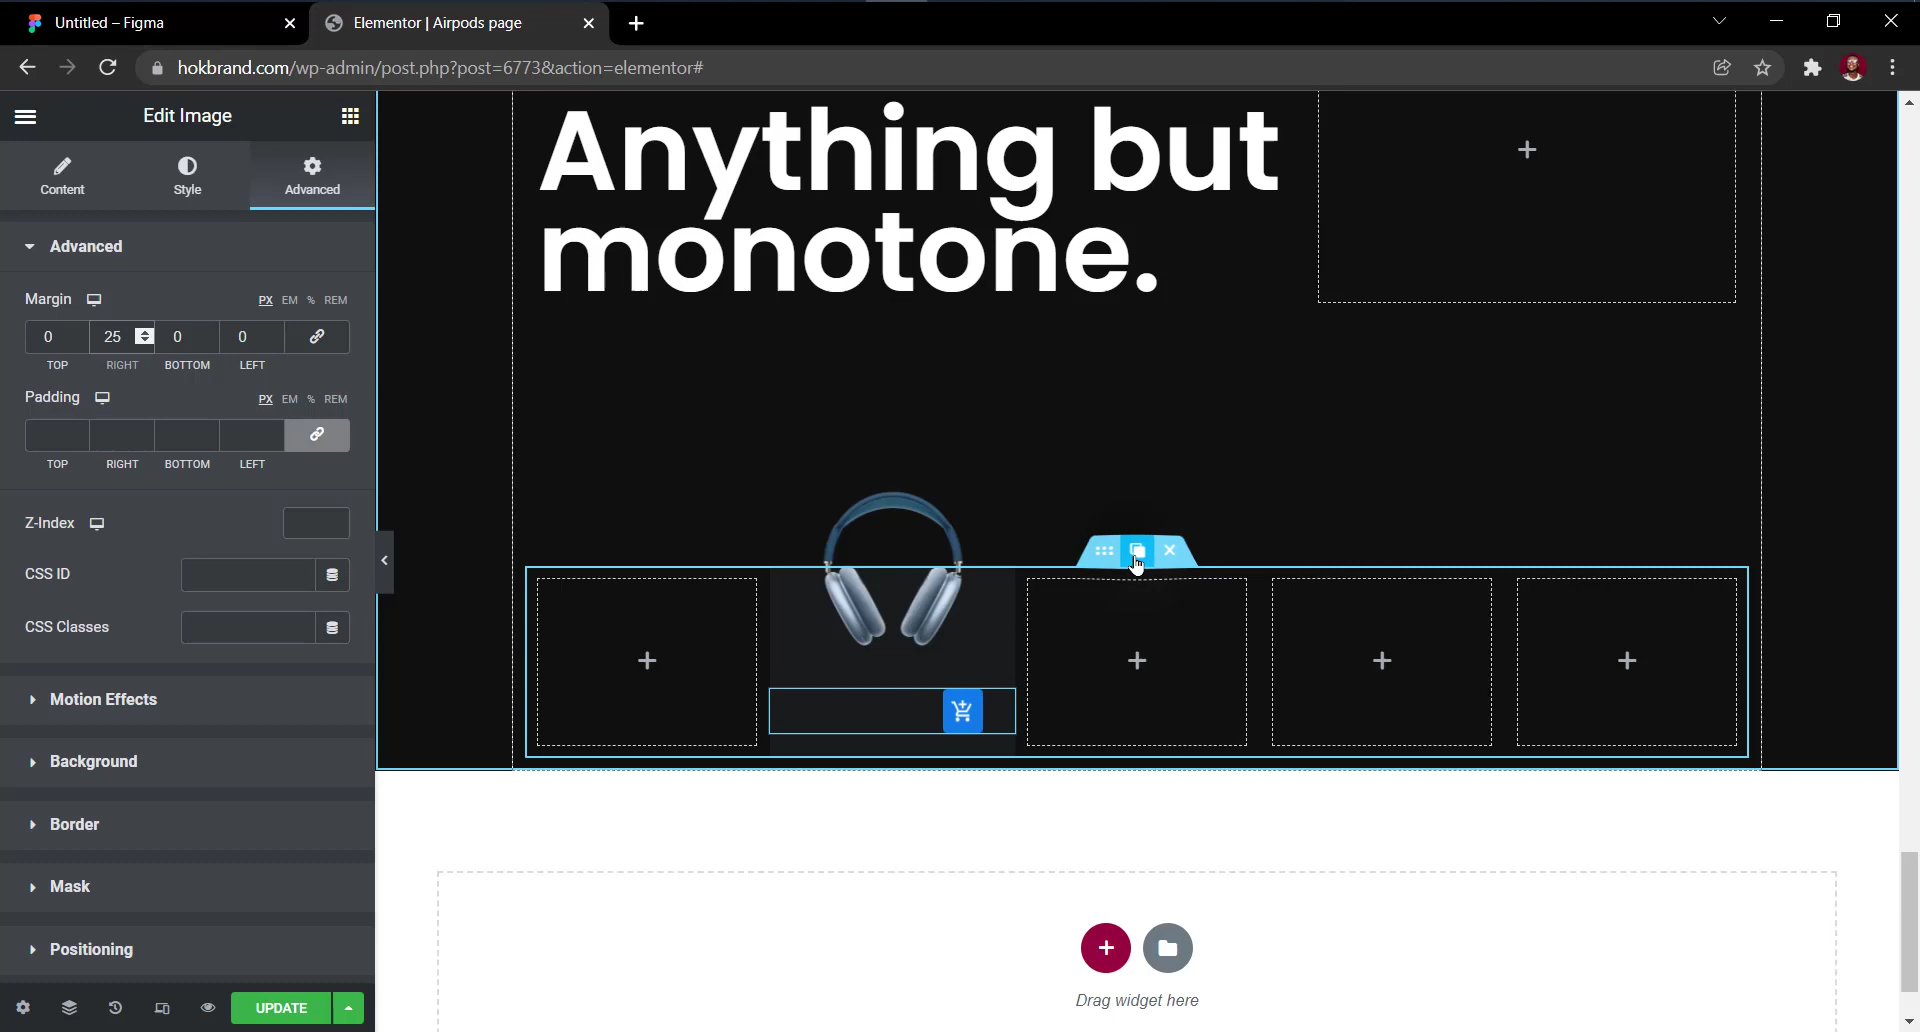 Untitled – Figma
Elementor | Airpods page
hokbrand.com/wp-admin/post.php?post=6773&action=elementor#
Edit Image
Content
Style
Advanced
Advanced
Margin
PX EM % REM
0 25 0 0
TOP RIGHT BOTTOM LEFT
Padding
PX EM % REM
TOP RIGHT BOTTOM LEFT
Z-Index
CSS ID
CSS Classes
Motion Effects
Background
Border
Mask
Positioning
UPDATE
Anything but
monotone.
Drag widget here